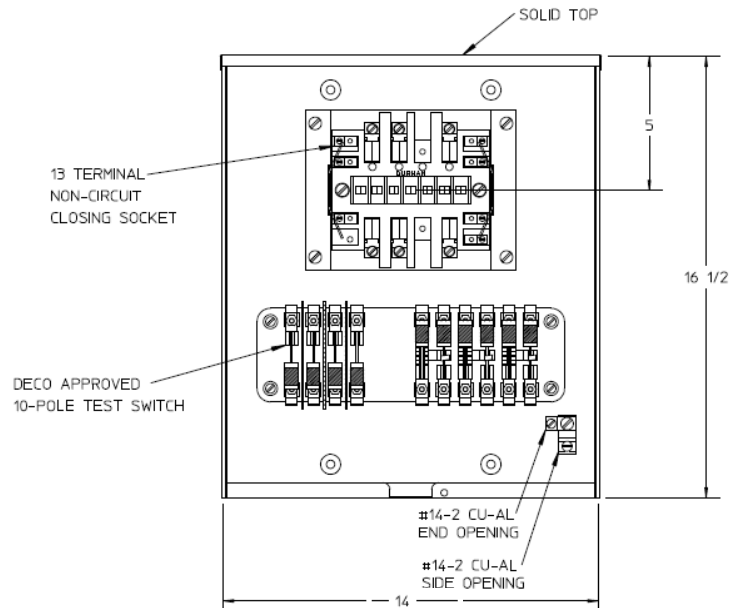 SOLID TOP
5
13 TERMINAL
NON-CIRCUIT
CLOSING SOCKET
DURHAM
16 1/2
DECO APPROVED
10-POLE TEST SWITCH
#14-2 CU-AL
END OPENING
#14-2 CU-AL
SIDE OPENING
14